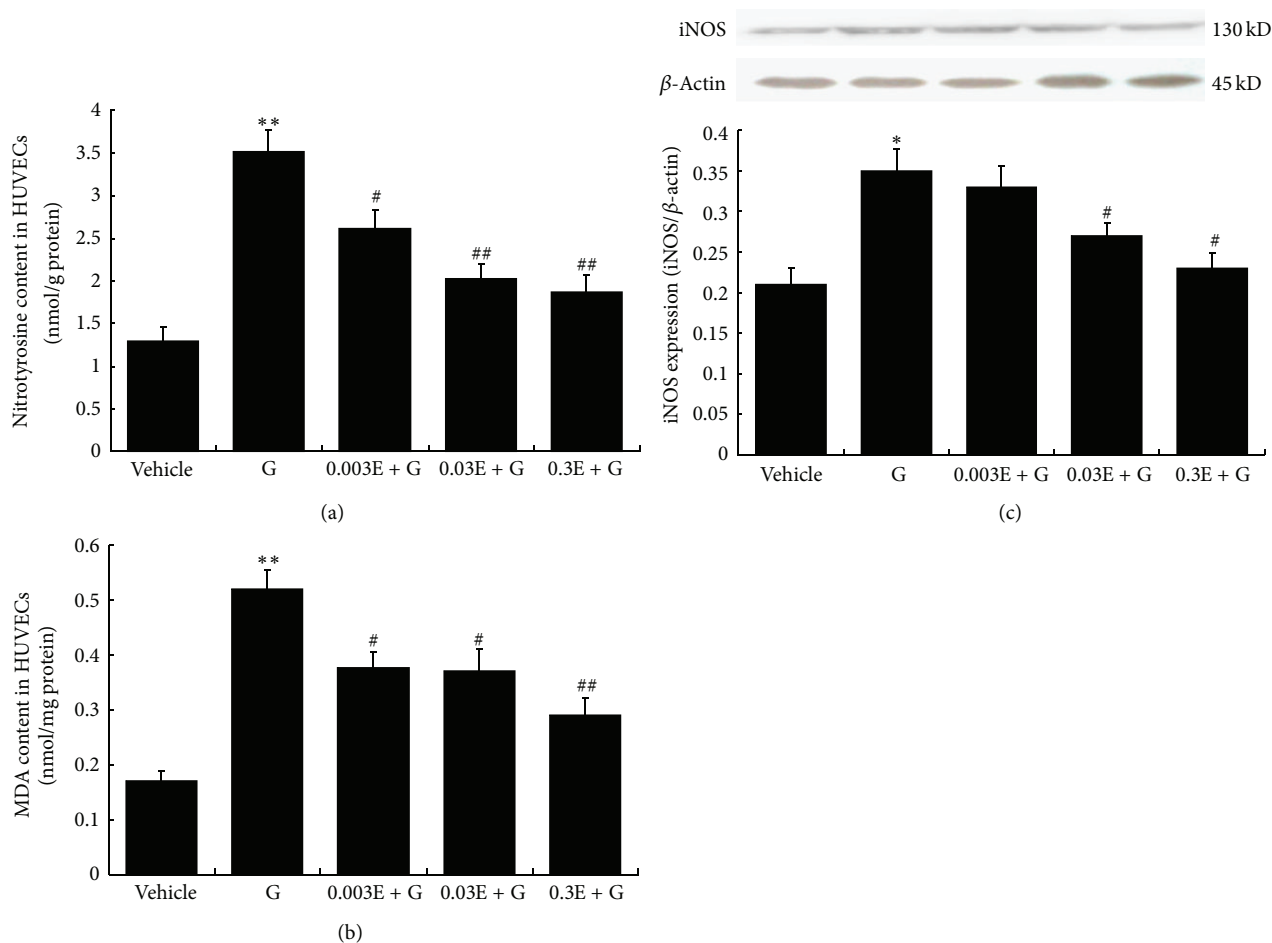 Nitrotyrosine content in HUVECs
(nmol/g protein)
4
3.5
3
2.5
2
1.5
1
0.5
0
**
#
##
##
Vehicle G 0.003E + G 0.03E + G 0.3E + G
(a)
MDA content in HUVECs
(nmol/mg protein)
0.6
0.5
0.4
0.3
0.2
0.1
0
**
#
#
##
Vehicle G 0.003E + G 0.03E + G 0.3E + G
(b)
iNOS 130 kD
β-Actin 45 kD
iNOS expression (iNOS/β-actin)
0.4
0.35
0.3
0.25
0.2
0.15
0.1
0.05
0
*
#
#
Vehicle G 0.003E + G 0.03E + G 0.3E + G
(c)